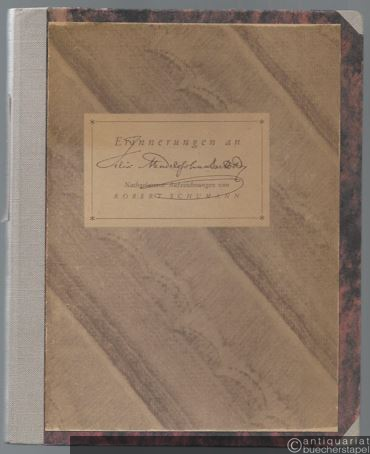 Erinnerungen an
Felix Mendelssohn Bartholdy
Nachgelassene Aufzeichnungen von
ROBERT SCHUMANN
antiquariat
buecherstapel